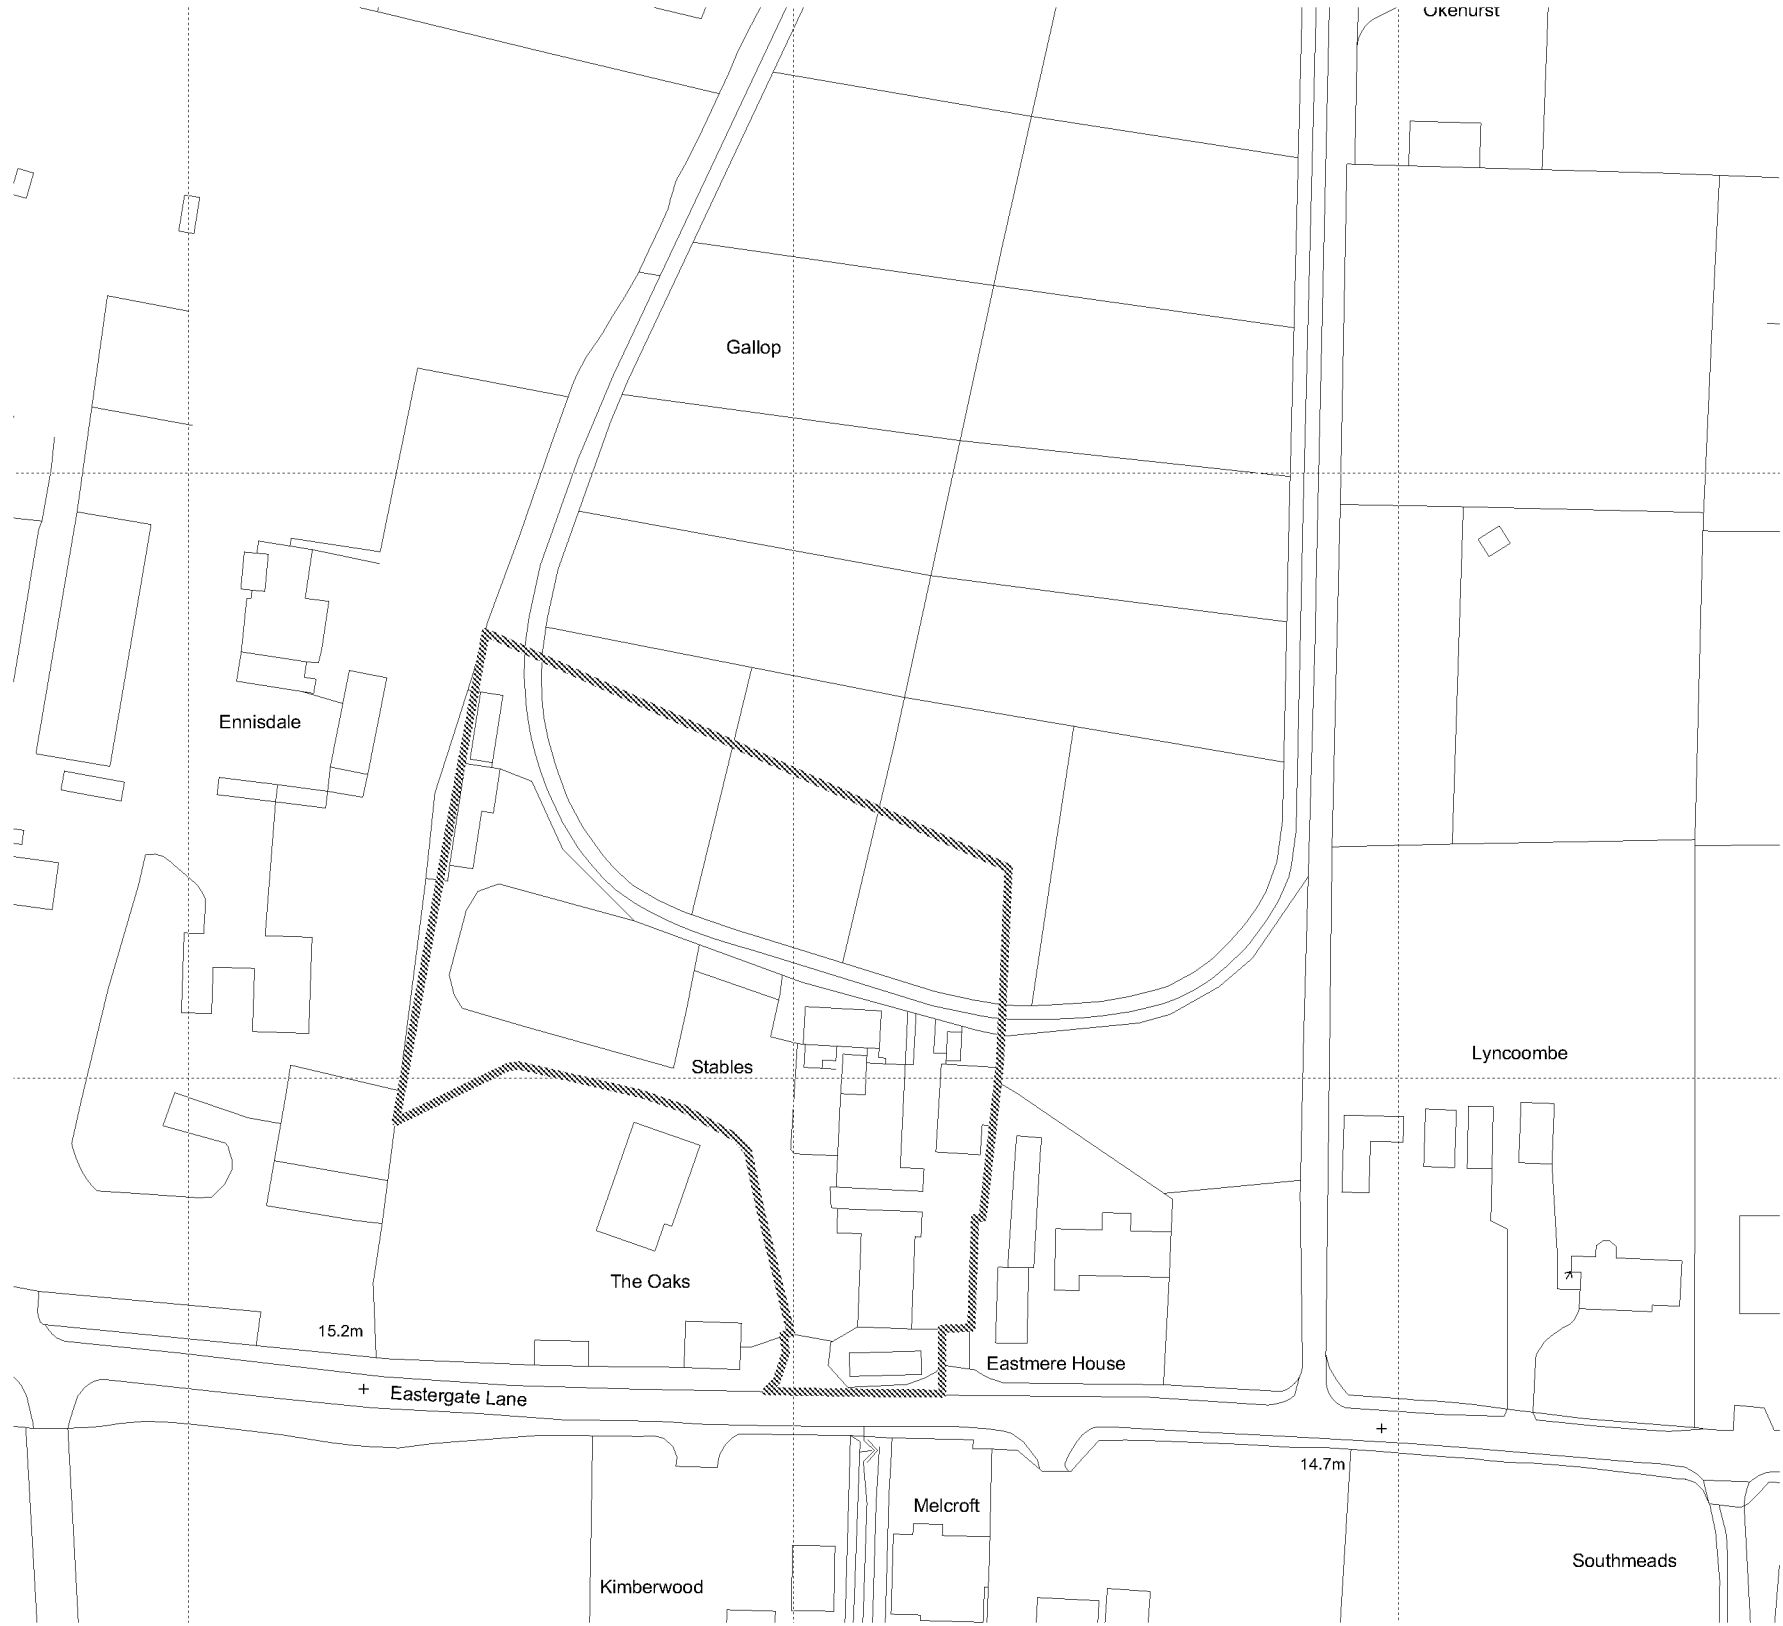 Okehurst
Gallop
Ennisdale
Stables
Lyncoombe
The Oaks
15.2m
Eastmere House
Eastergate Lane
14.7m
Melcroft
Southmeads
Kimberwood